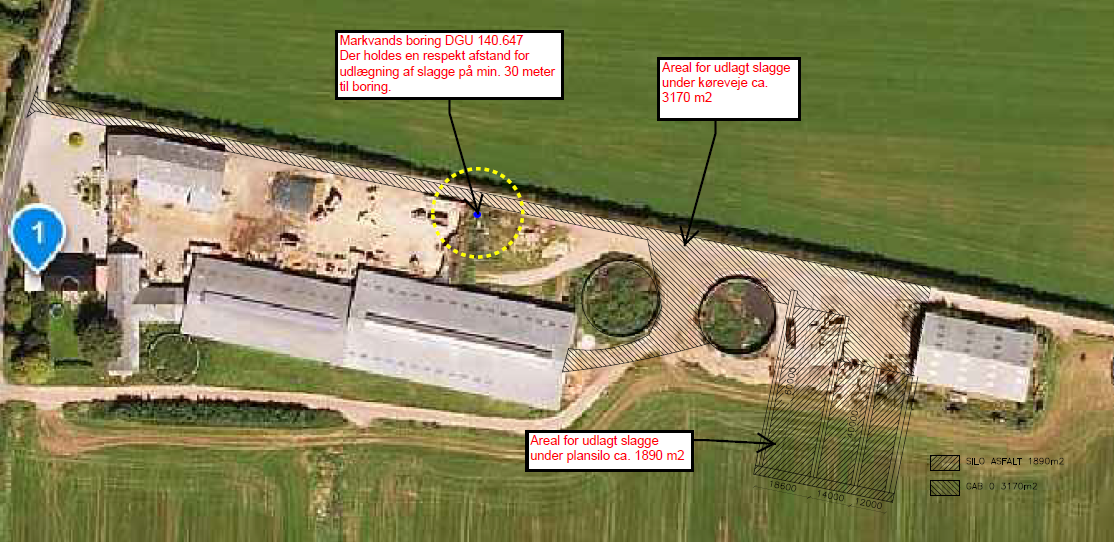 Markvands boring DGU 140.647
Der holdes en respekt afstand for
udlægning af slagge på min. 30 meter
til boring.
Areal for udlagt slagge
under køreveje ca.
3170 m2
1
Areal for udlagt slagge
under plansilo ca. 1890 m2
SILO ASFALT 1890m2
GAB 0 3170m2
18600
14000
12000